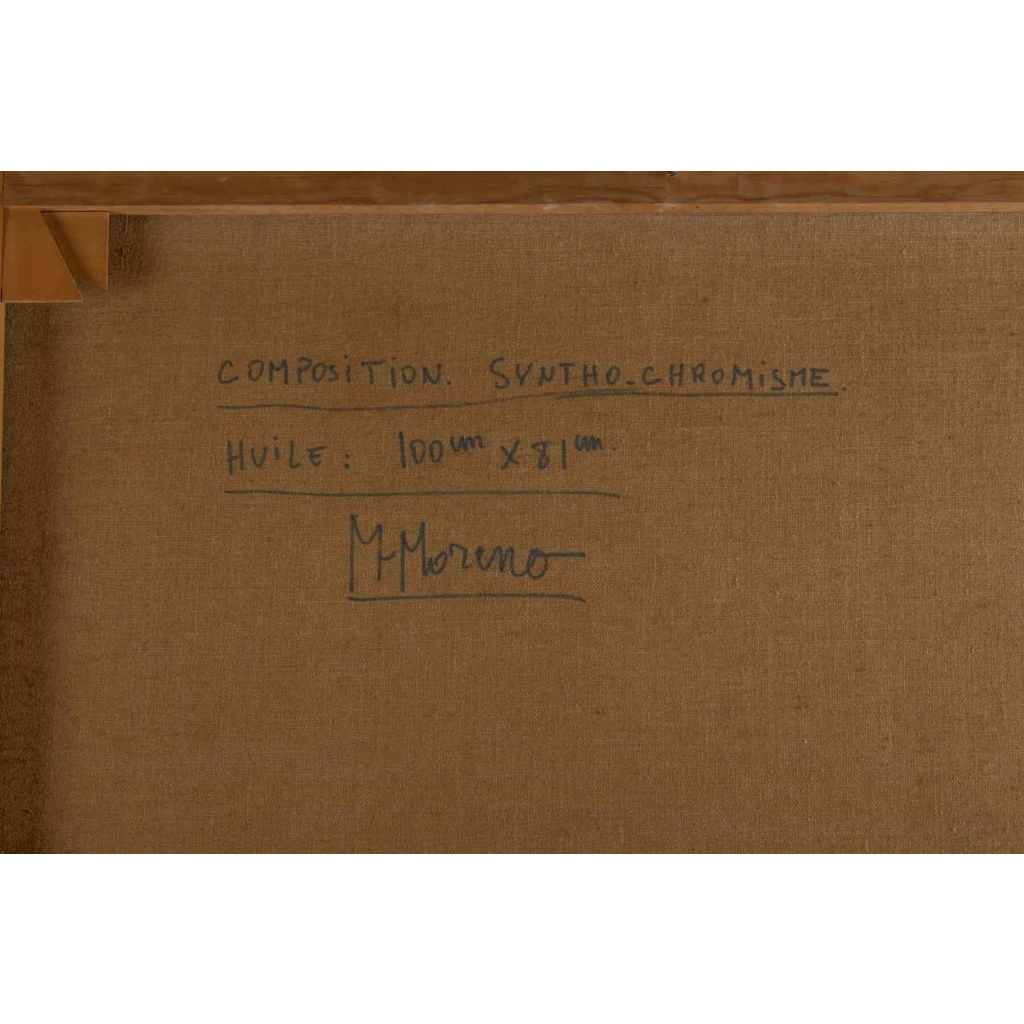 COMPOSITION. SYNTHO-CHROMISME.
HUILE: 100cm x 81cm.
M-Moreno